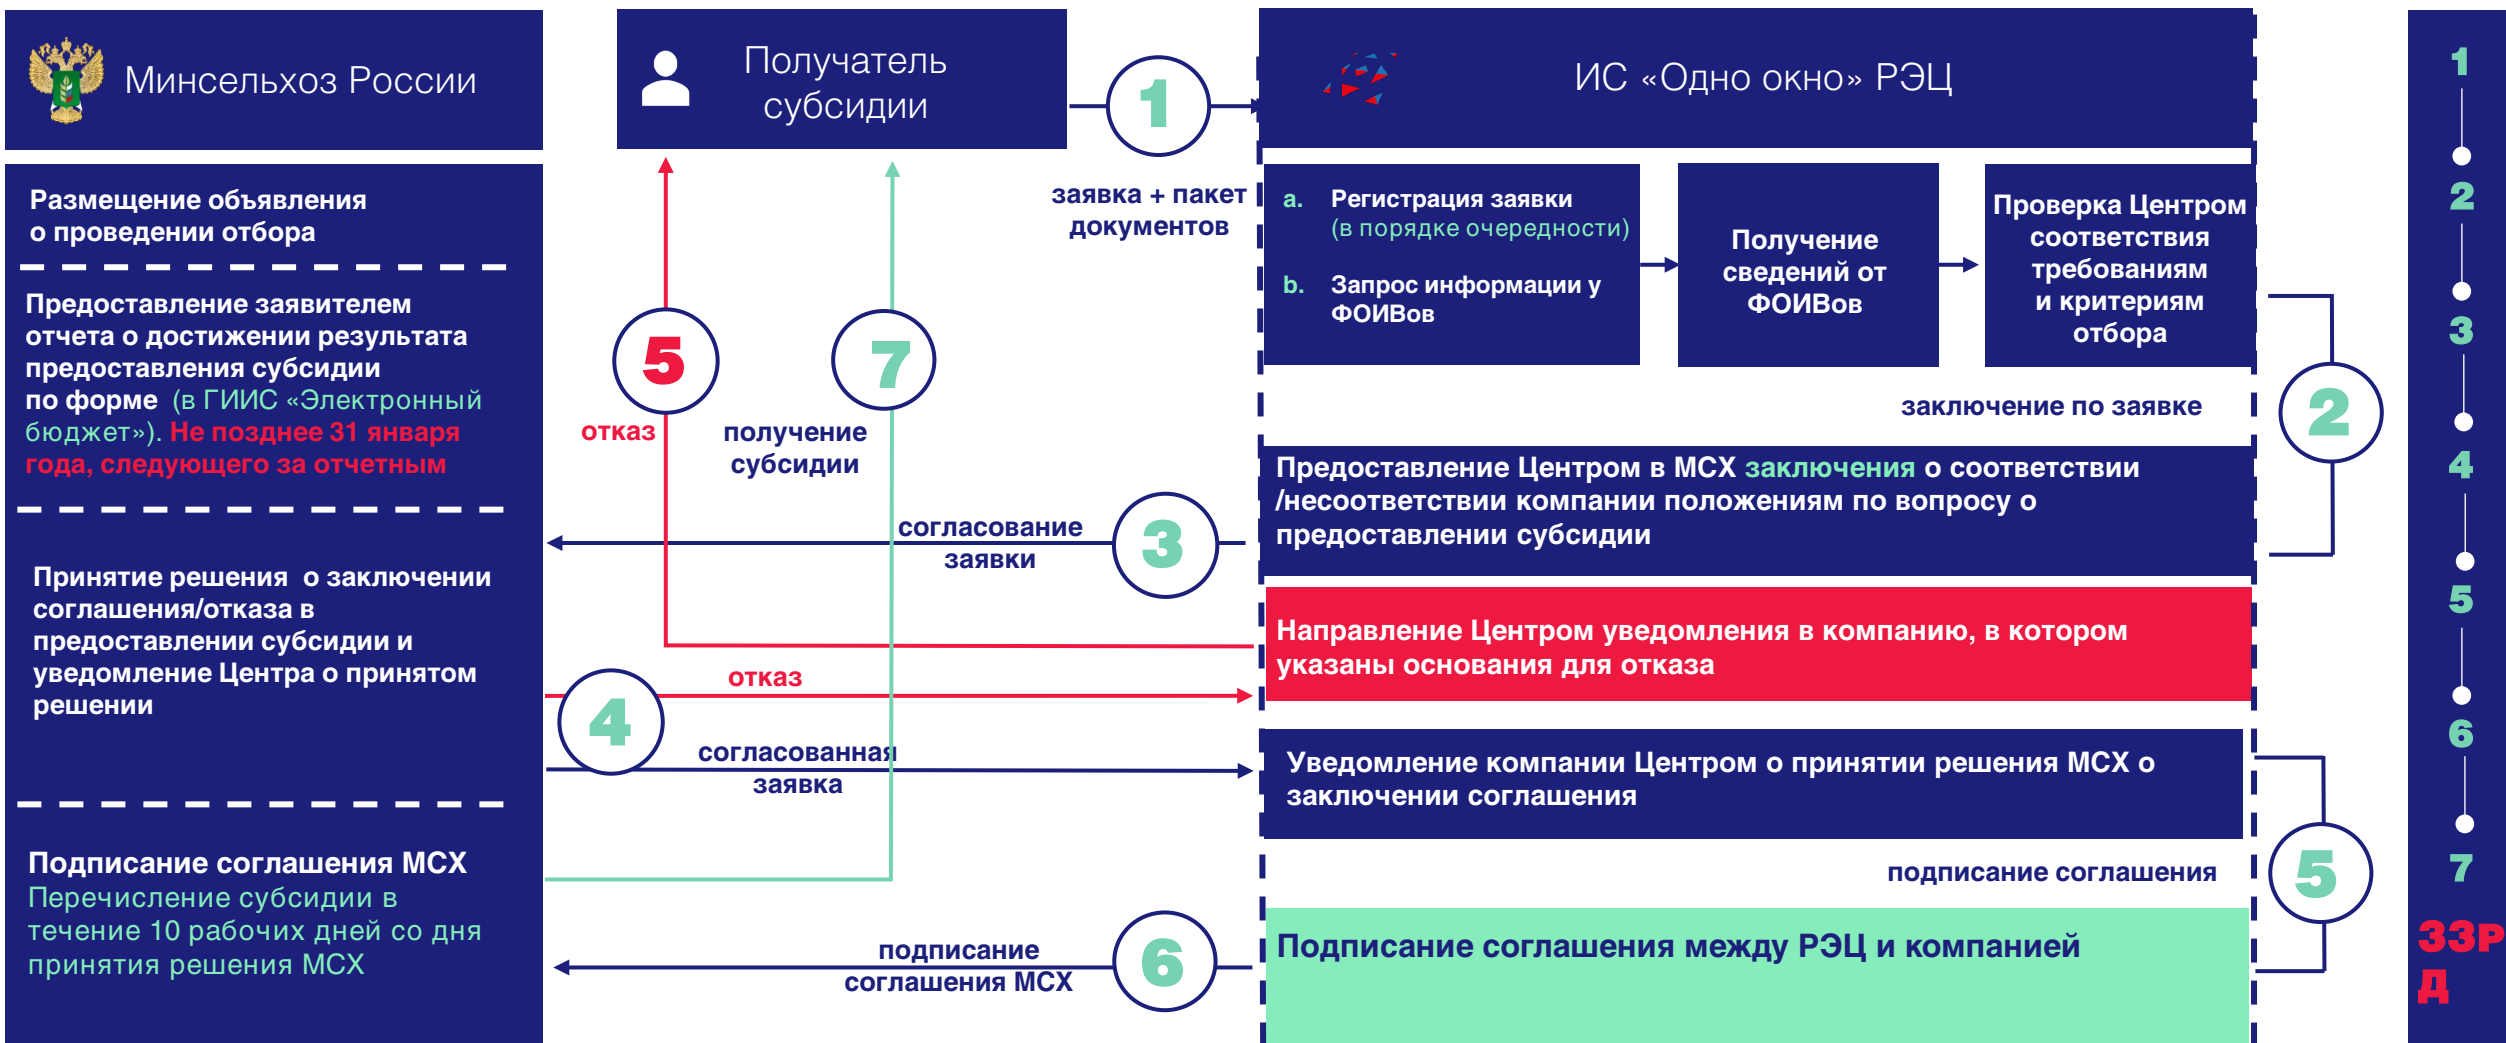 Минсельхоз России
Размещение объявления
о проведении отбора
Предоставление заявителем
отчета о достижении результата
предоставления субсидии
по форме (в ГИИС «Электронный
бюджет»). Не позднее 31 января
года, следующего за отчетным
Принятие решения о заключении
соглашения/отказа в
предоставлении субсидии и
уведомление Центра о принятом
решении
Подписание соглашения МСХ
Перечисление субсидии в
течение 10 рабочих дней со дня
принятия решения МСХ
Получатель
субсидии
1
заявка + пакет
документов
5
отказ
7
получение
субсидии
согласование
заявки
3
отказ
4
согласованная
заявка
подписание
соглашения МСХ
6
ИС «Одно окно» РЭЦ
a. Регистрация заявки
(в порядке очередности)
b. Запрос информации у
ФОИВов
Получение
сведений от
ФОИВов
Проверка Центром
соответствия
требованиям
и критериям
отбора
заключение по заявке
2
Предоставление Центром в МСХ заключения о соответствии
/несоответствии компании положениям по вопросу о
предоставлении субсидии
Направление Центром уведомления в компанию, в котором
указаны основания для отказа
Уведомление компании Центром о принятии решения МСХ о
заключении соглашения
подписание соглашения
5
Подписание соглашения между РЭЦ и компанией
1
2
3
4
5
6
7
33Р
Д